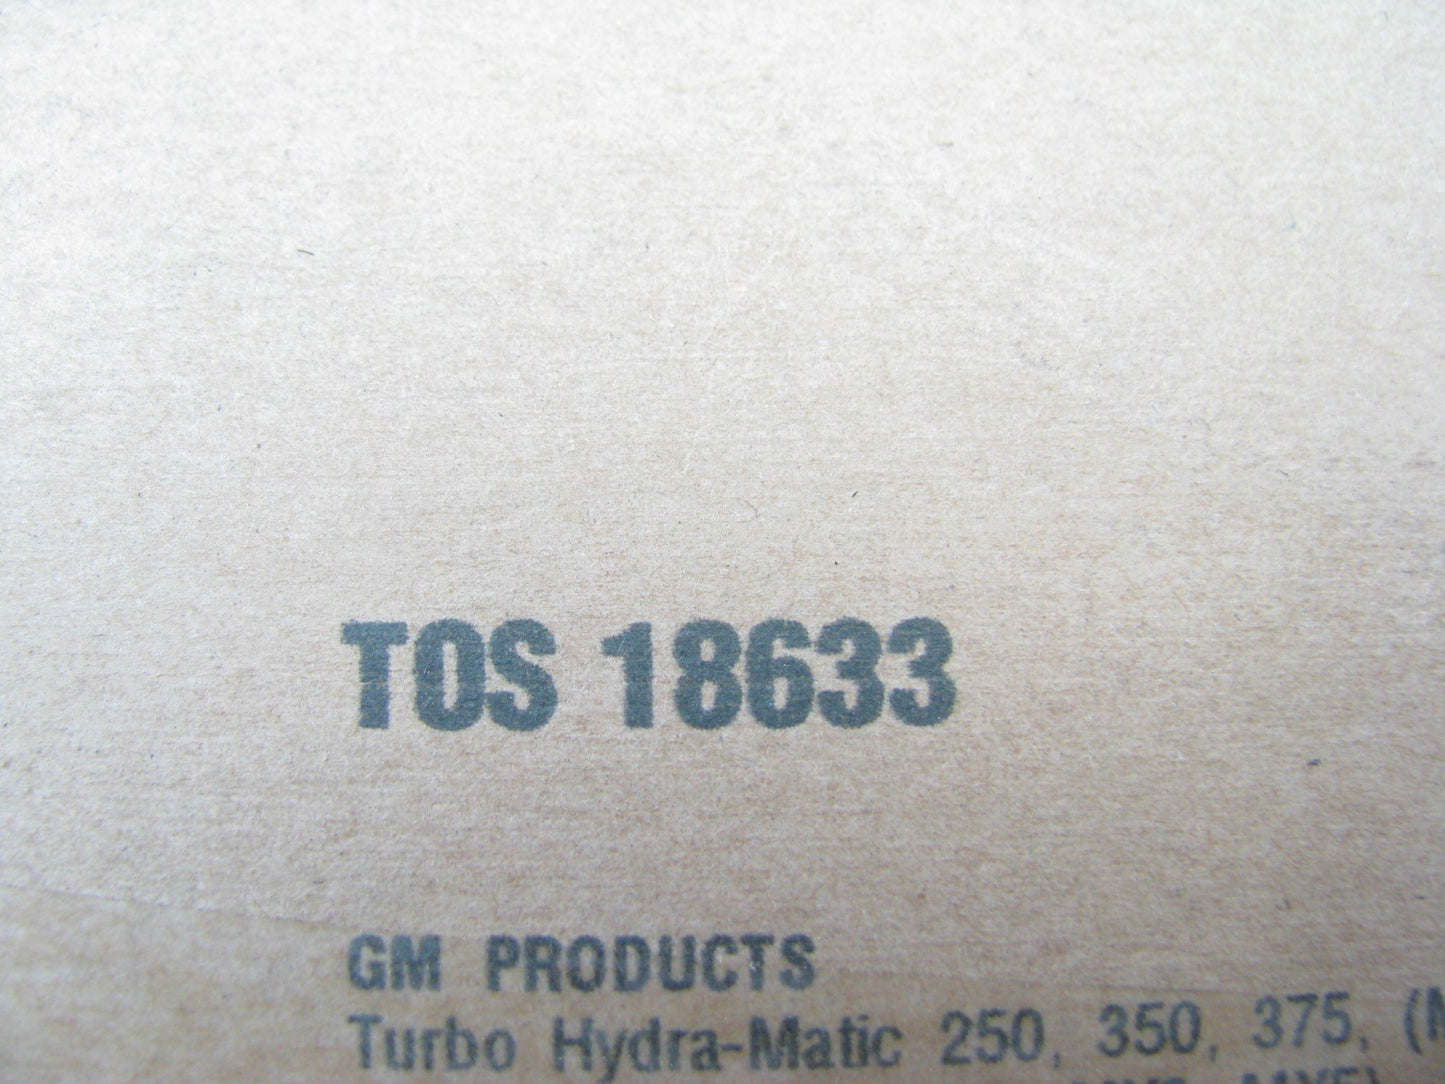 TOS 18633
GM PRODUCTS
Turbo Hydra-Matic 250, 350, 375, (